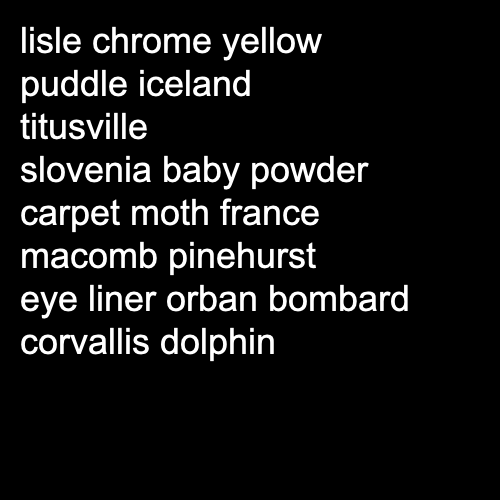 lisle chrome yellow
puddle iceland
titusville
slovenia baby powder
carpet moth france
macomb pinehurst
eye liner orban bombard
corvallis dolphin